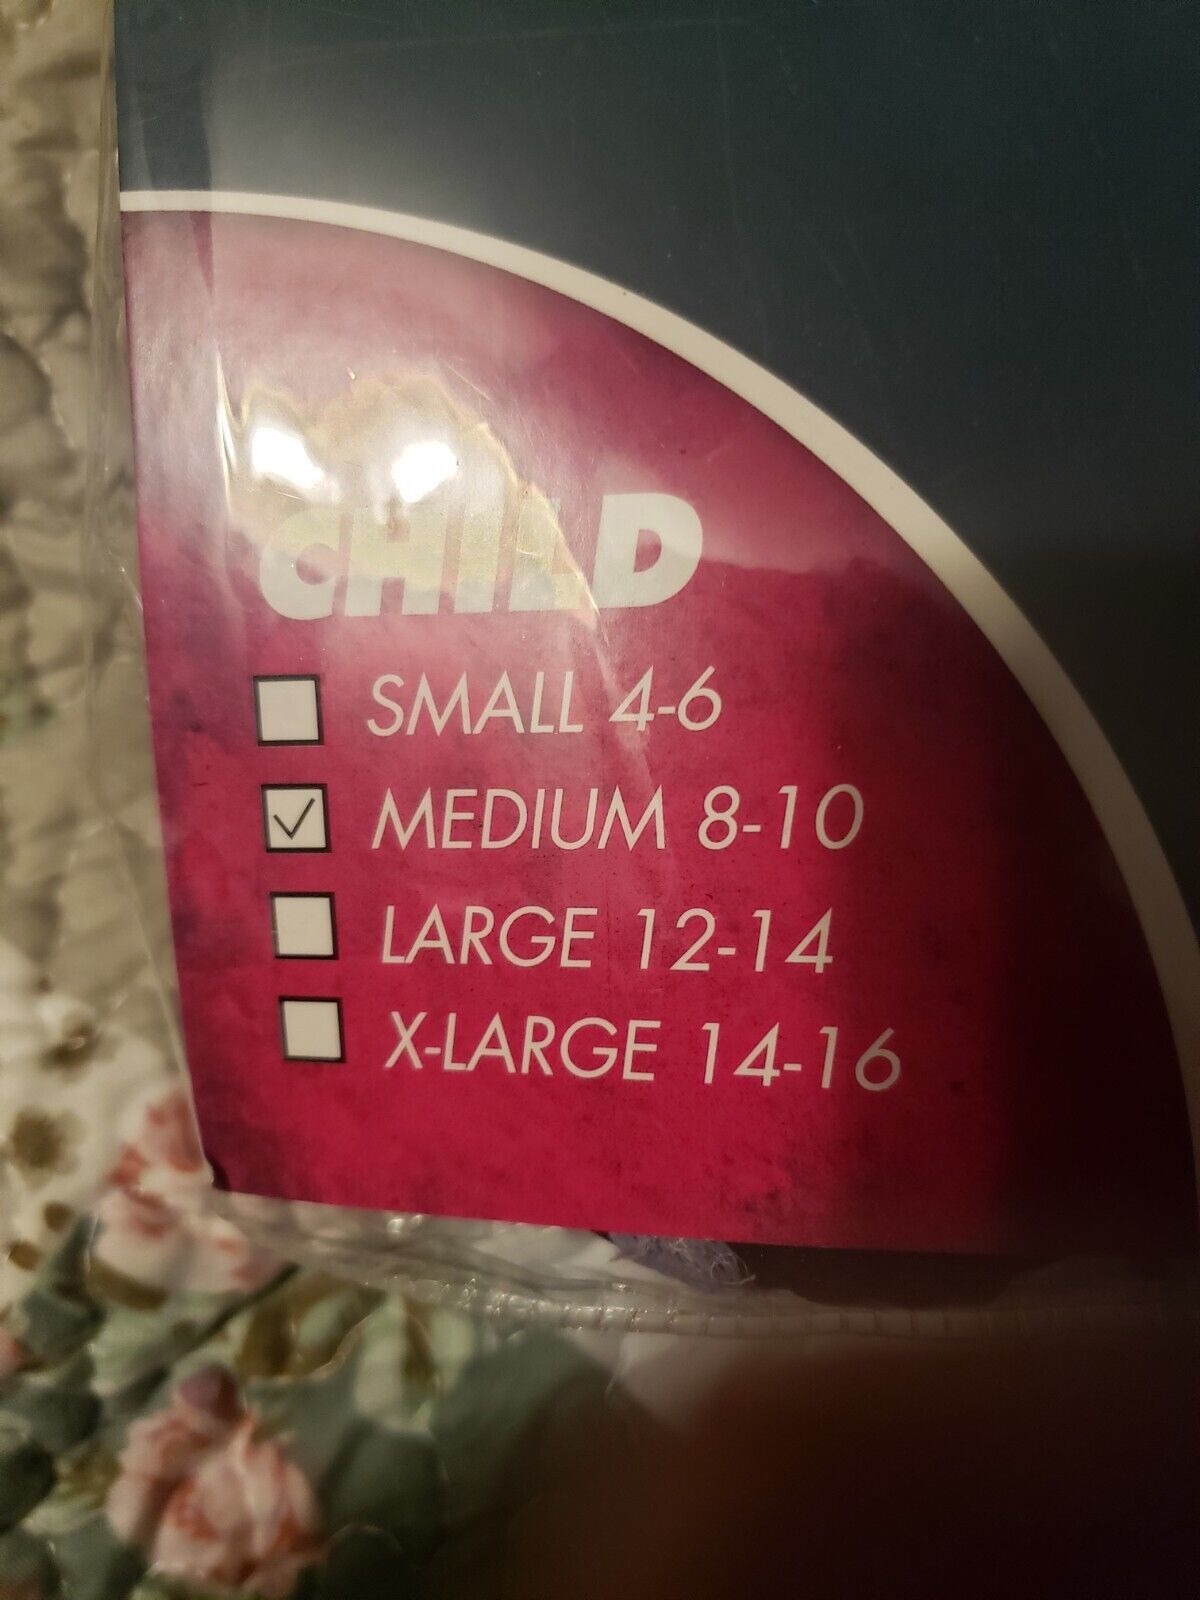 CHILD
SMALL 4-6
MEDIUM 8-10
LARGE 12-14
X-LARGE 14-16